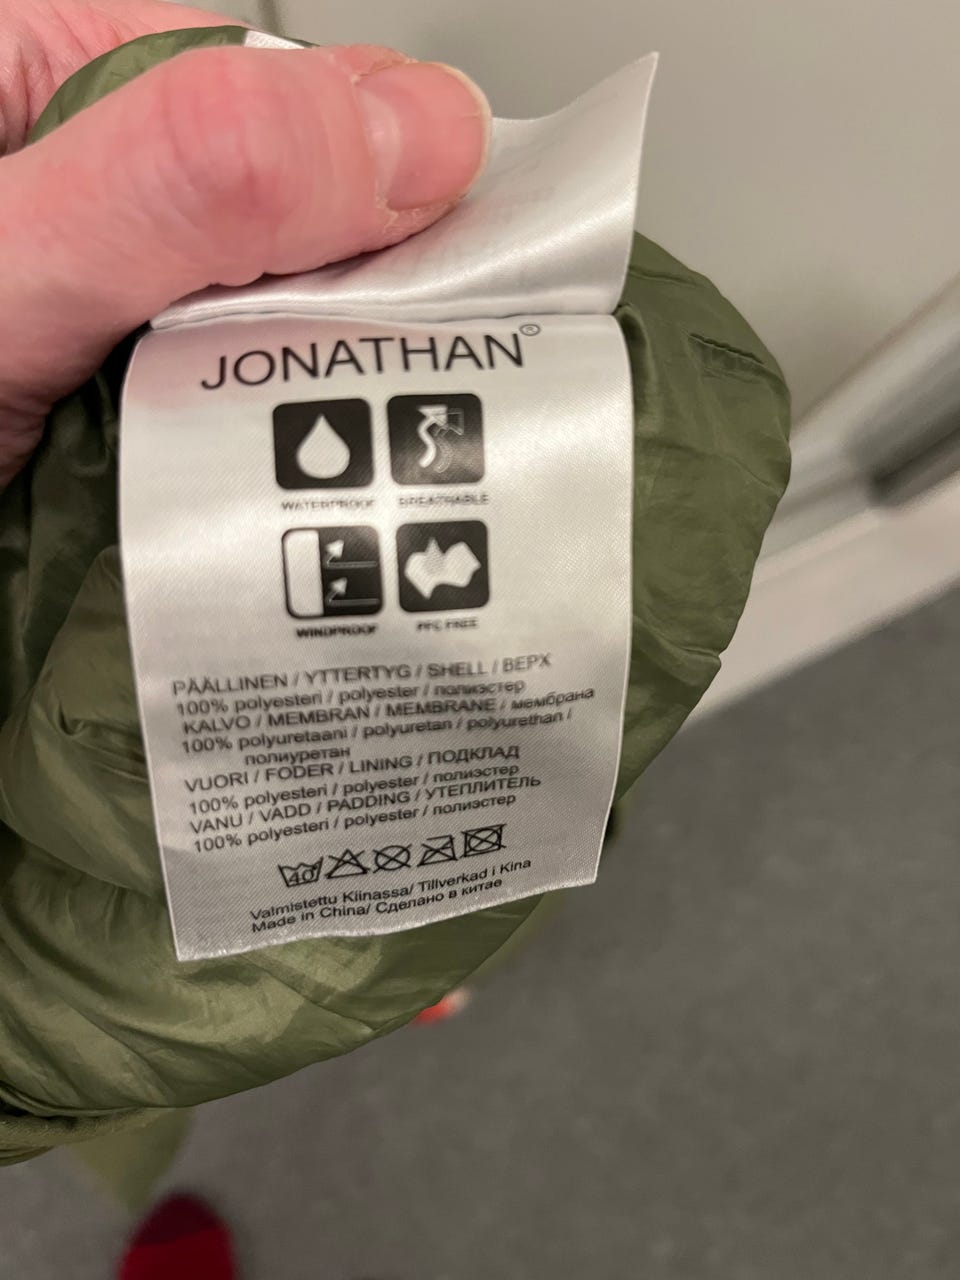 JONATHAN®
WATERPROOF BREATHABLE
WINDPROOF PFC FREE
PÄÄLLINEN / YTTERTYG / SHELL / ВЕРХ
100% polyesteri / polyester / полиэстер
KALVO / MEMBRAN / MEMBRANE / мембрана
100% polyuretaani / polyuretan / polyurethan /
полиуретан
VUORI / FODER / LINING / ПОДКЛАД
100% polyesteri / polyester / полиэстер
VANU / VADD / PADDING / УТЕПЛИТЕЛЬ
100% polyesteri / polyester / полиэстер
40
Valmistettu Kiinassa/ Tillverkad i Kina
Made in China/ Сделано в китае